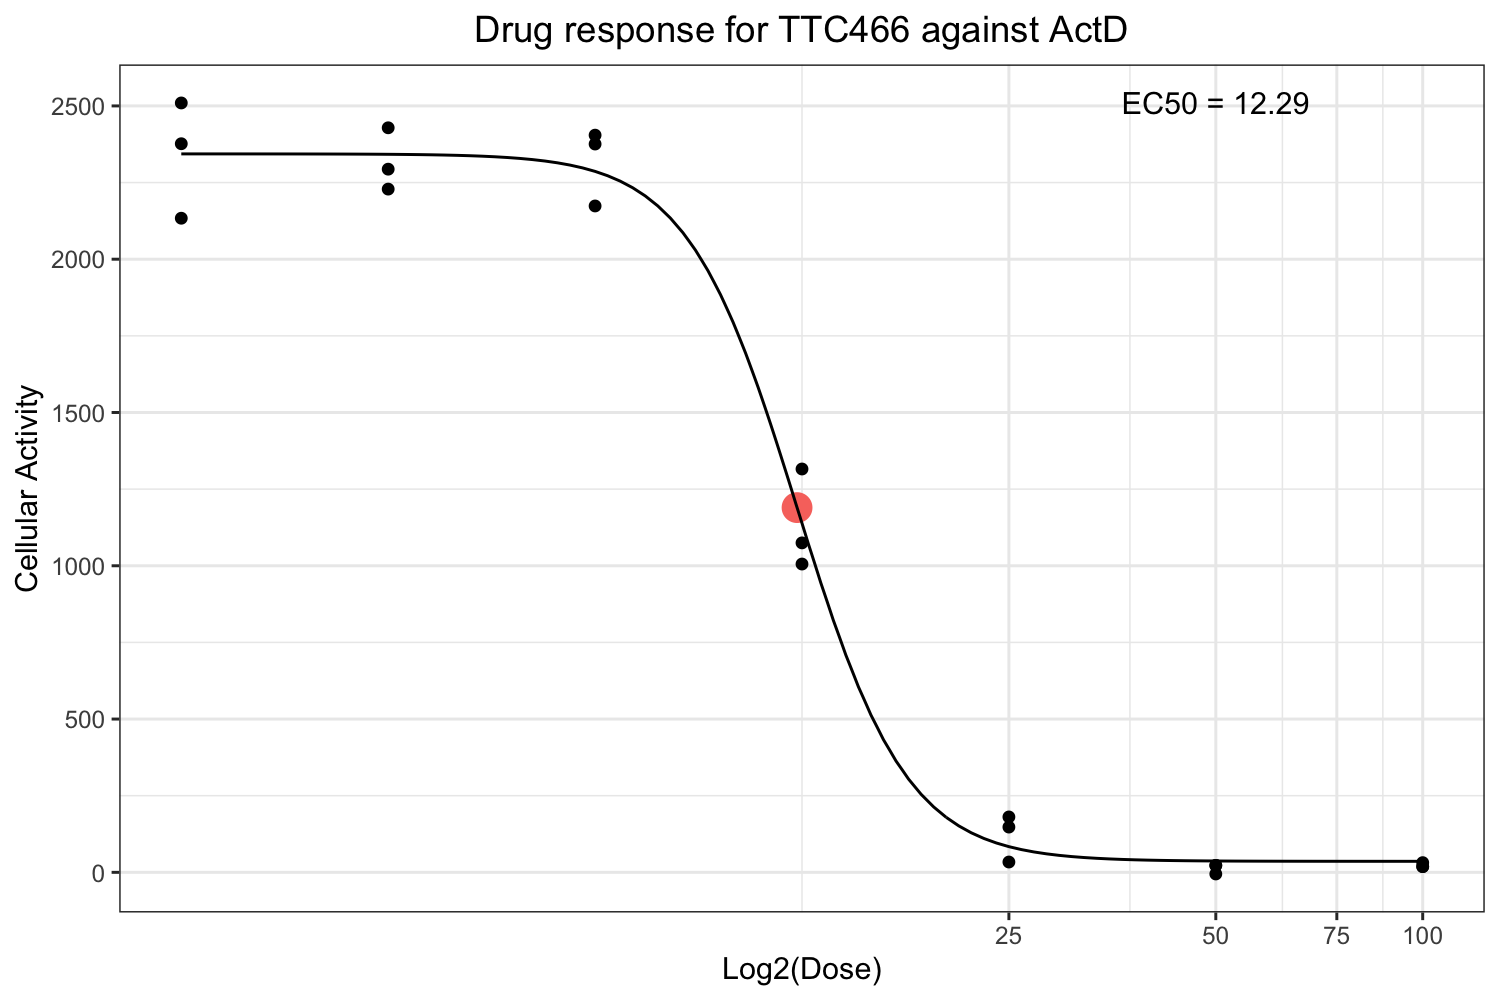 Drug response for TTC466 against ActD
EC50 = 12.29
2500
2000
1500
1000
500
0
Cellular Activity
25 50 75 100
Log2(Dose)